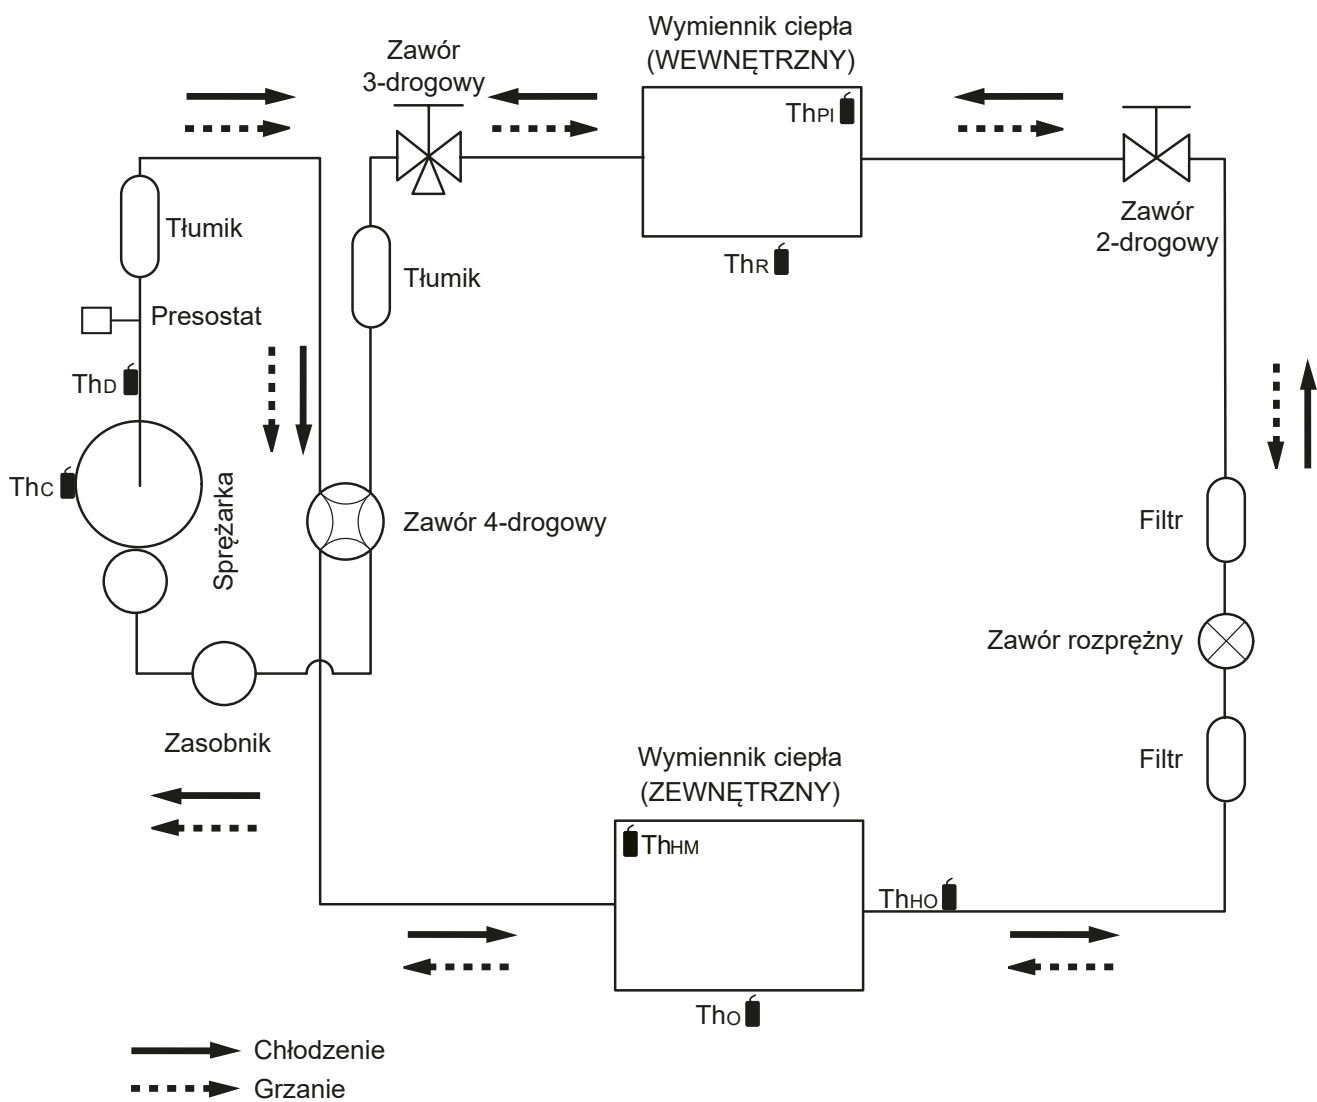 Wymiennik ciepła
(WEWNĘTRZNY)
Zawór
3-drogowy
ThPI
Tłumik
Zawór
2-drogowy
ThR
Tłumik
Presostat
ThD
ThC
Sprężarka
Zawór 4-drogowy
Filtr
Zawór rozprężny
Zasobnik
Wymiennik ciepła
(ZEWNĘTRZNY)
Filtr
ThHM
ThHO
ThO
Chłodzenie
Grzanie